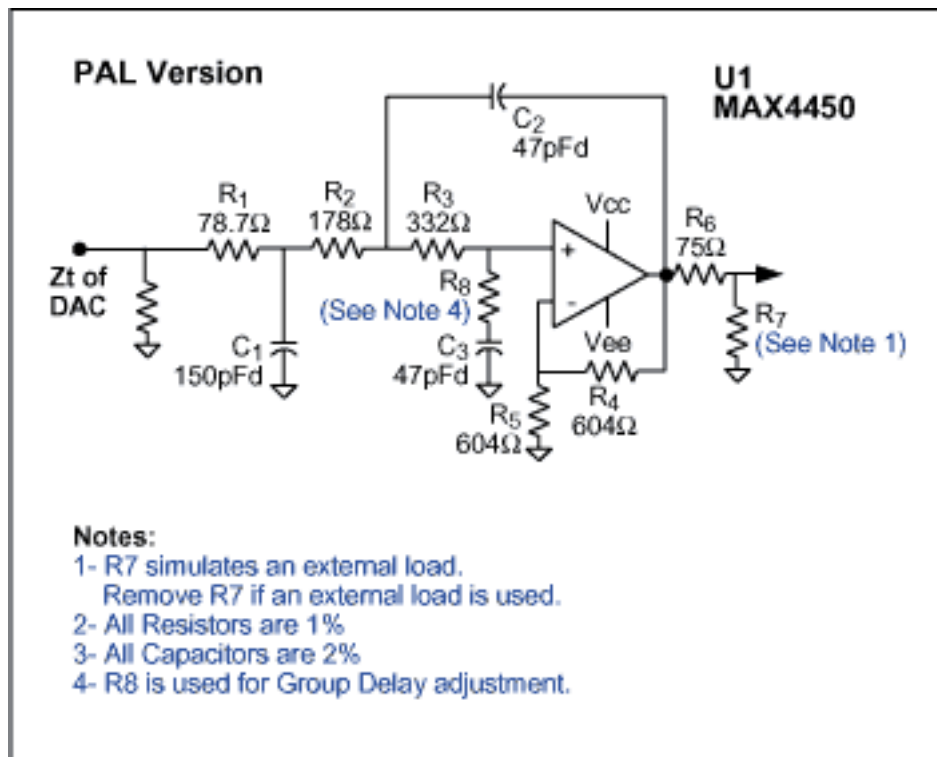 PAL Version
U1
MAX4450
C2
47pFd
R1
78.7Ω
R2
178Ω
R3
332Ω
Vcc
R6
75Ω
Zt of
DAC
+
-
R8
(See Note 4)
Vee
R7
(See Note 1)
C1
150pFd
C3
47pFd
R4
604Ω
R5
604Ω
Notes:
1- R7 simulates an external load.
Remove R7 if an external load is used.
2- All Resistors are 1%
3- All Capacitors are 2%
4- R8 is used for Group Delay adjustment.